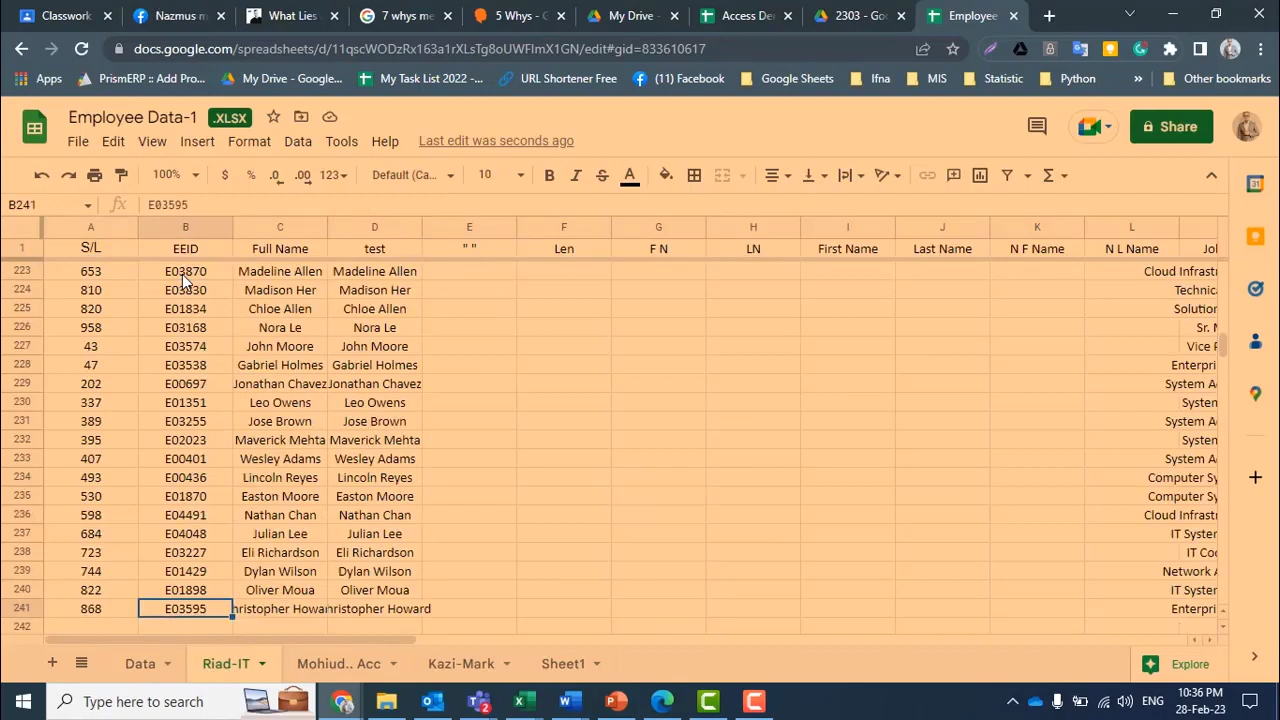 Classwork
Nazmus m
What Lies
7 whys me
5 Whys - G
My Drive -
Access Der
2303 - Goo
Employee
docs.google.com/spreadsheets/d/11qscWODzRx163a1rXLsTg8oUWFlmX1GN/edit#gid=833610617
Apps
PrismERP :: Add Pro...
My Drive - Google...
My Task List 2022 -...
URL Shortener Free
(11) Facebook
Google Sheets
Ifna
MIS
Statistic
Python
»
Other bookmarks
Employee Data-1 .XLSX
Share
File Edit View Insert Format Data Tools Help Last edit was seconds ago
100% $ % .0 .00 123 Default (Ca... 10 B I S A
B241 fx E03595
A B C D E F G H I J K L
1 S/L EEID Full Name test " " Len F N LN First Name Last Name N F Name N L Name Jo
223 653 E03870 Madeline Allen Madeline Allen Cloud Infrastr
224 810 E03830 Madison Her Madison Her Technica
225 820 E01834 Chloe Allen Chloe Allen Solution
226 958 E03168 Nora Le Nora Le Sr. M
227 43 E03574 John Moore John Moore Vice P
228 47 E03538 Gabriel Holmes Gabriel Holmes Enterpri
229 202 E00697 Jonathan Chavez Jonathan Chavez System A
230 337 E01351 Leo Owens Leo Owens System
231 389 E03255 Jose Brown Jose Brown System A
232 395 E02023 Maverick Mehta Maverick Mehta System
233 407 E00401 Wesley Adams Wesley Adams System A
234 493 E00436 Lincoln Reyes Lincoln Reyes Computer Sy
235 530 E01870 Easton Moore Easton Moore Computer Sy
236 598 E04491 Nathan Chan Nathan Chan Cloud Infrastr
237 684 E04048 Julian Lee Julian Lee IT System
238 723 E03227 Eli Richardson Eli Richardson IT Coo
239 744 E01429 Dylan Wilson Dylan Wilson Network A
240 822 E01898 Oliver Moua Oliver Moua IT System
241 868 E03595 hristopher Howar hristopher Howard Enterpri
242
Data Riad-IT Mohiud.. Acc Kazi-Mark Sheet1 Explore
Type here to search
ENG
10:36 PM
28-Feb-23